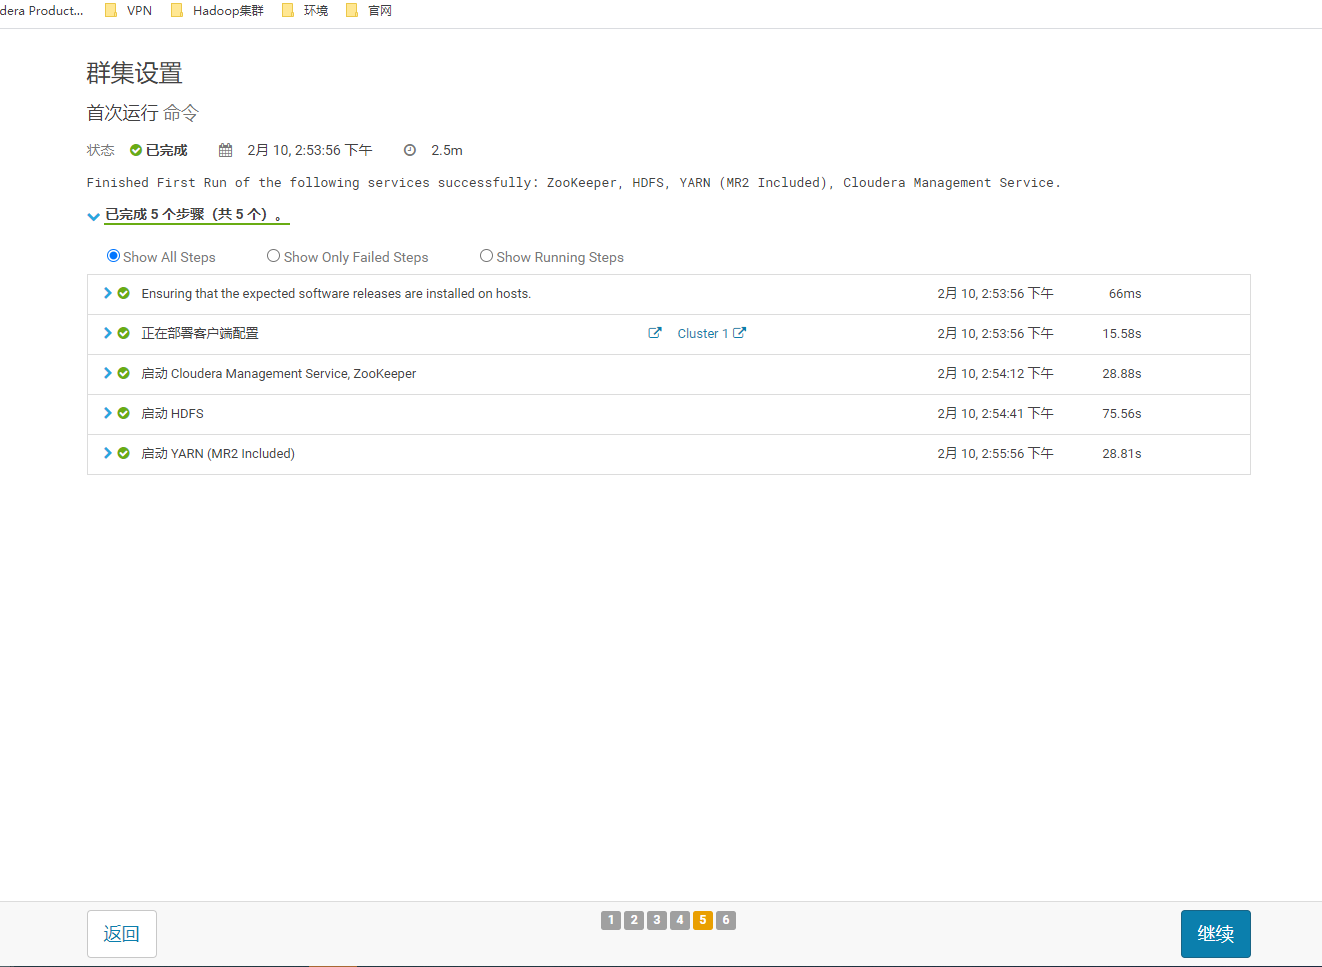 dera Product... VPN Hadoop集群 环境 官网
群集设置
首次运行 命令
状态 已完成 2月 10, 2:53:56 下午 2.5m
Finished First Run of the following services successfully: ZooKeeper, HDFS, YARN (MR2 Included), Cloudera Management Service.
已完成 5 个步骤（共 5 个）。
Show All Steps Show Only Failed Steps Show Running Steps
Ensuring that the expected software releases are installed on hosts. 2月 10, 2:53:56 下午 66ms
正在部署客户端配置 Cluster 1 2月 10, 2:53:56 下午 15.58s
启动 Cloudera Management Service, ZooKeeper 2月 10, 2:54:12 下午 28.88s
启动 HDFS 2月 10, 2:54:41 下午 75.56s
启动 YARN (MR2 Included) 2月 10, 2:55:56 下午 28.81s
返回 1 2 3 4 5 6 继续